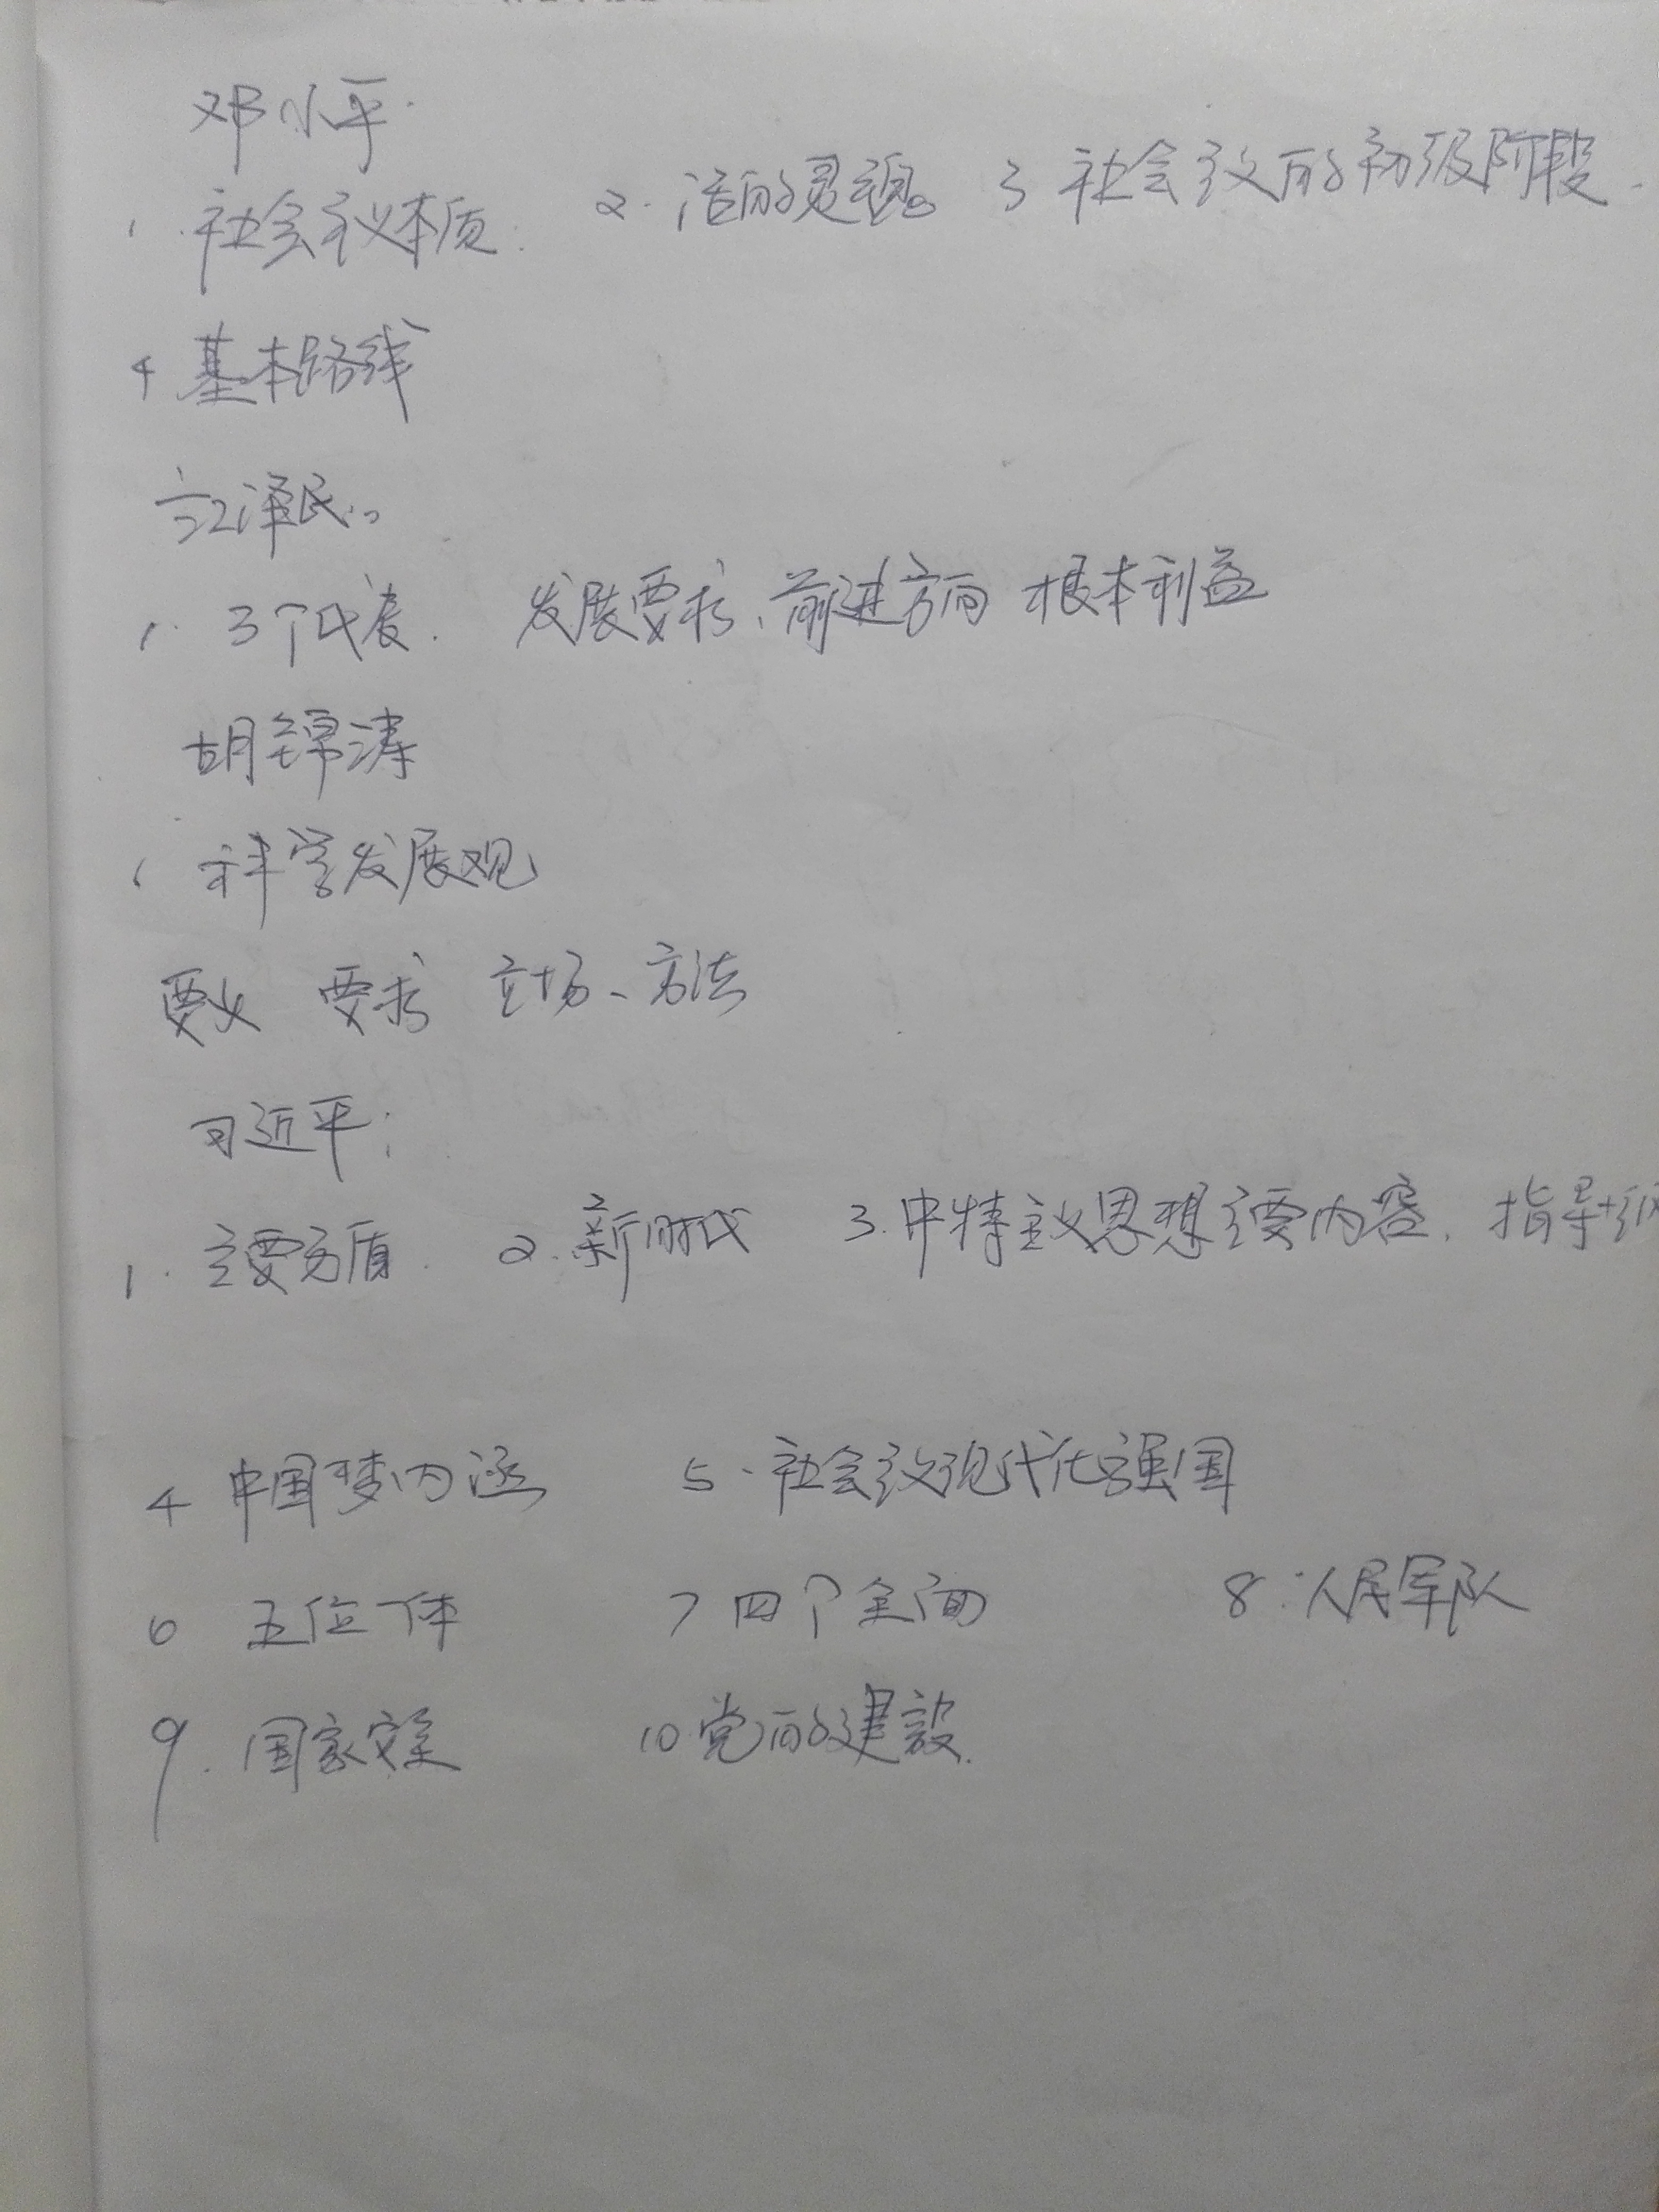 邓小平.
1 社会主义本质. 2. 活的灵魂。 3 社会主义的初级阶段.
4 基本路线
江泽民:
1. 3个代表. 发展要求、前进方向 根本利益
胡锦涛
1 科学发展观
要义 要求 立场、方法
习近平:
1. 主要矛盾. 2. 新时代 3. 中特主义思想主要内容. 指导
4 中国梦内涵 5. 社会主义现代化强国
6 五位一体 7 四个全面 8. 人民军队
9. 国家安全 10 党的建设.